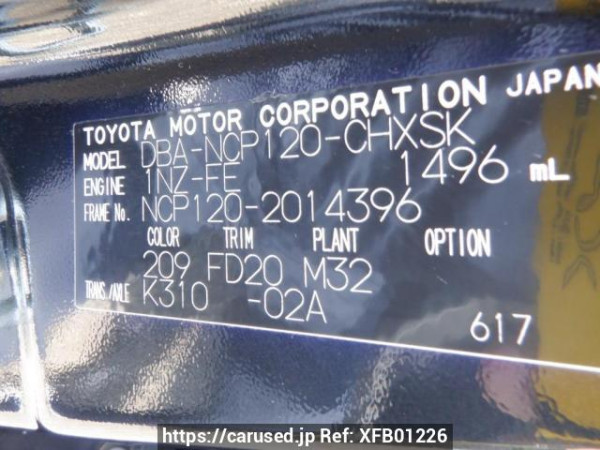 TOYOTA MOTOR CORPORATION JAPAN
MODEL DBA-NCP120-CHXSK
ENGINE 1NZ-FE 1496 mL
FRAME No. NCP120-2014396
COLOR TRIM PLANT OPTION
209 FD20 M32
TRANS./AXLE K310 -02A
617
https://carused.jp Ref: XFB01226